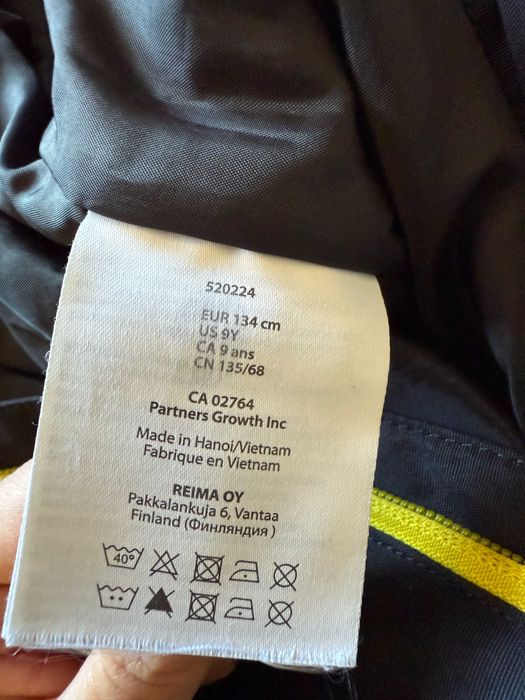 520224
EUR 134 cm
US 9Y
CA 9 ans
CN 135/68
CA 02764
Partners Growth Inc
Made in Hanoi/Vietnam
Fabrique en Vietnam
REIMA OY
Pakkalankuja 6, Vantaa
Finland (Финляндия )
40°